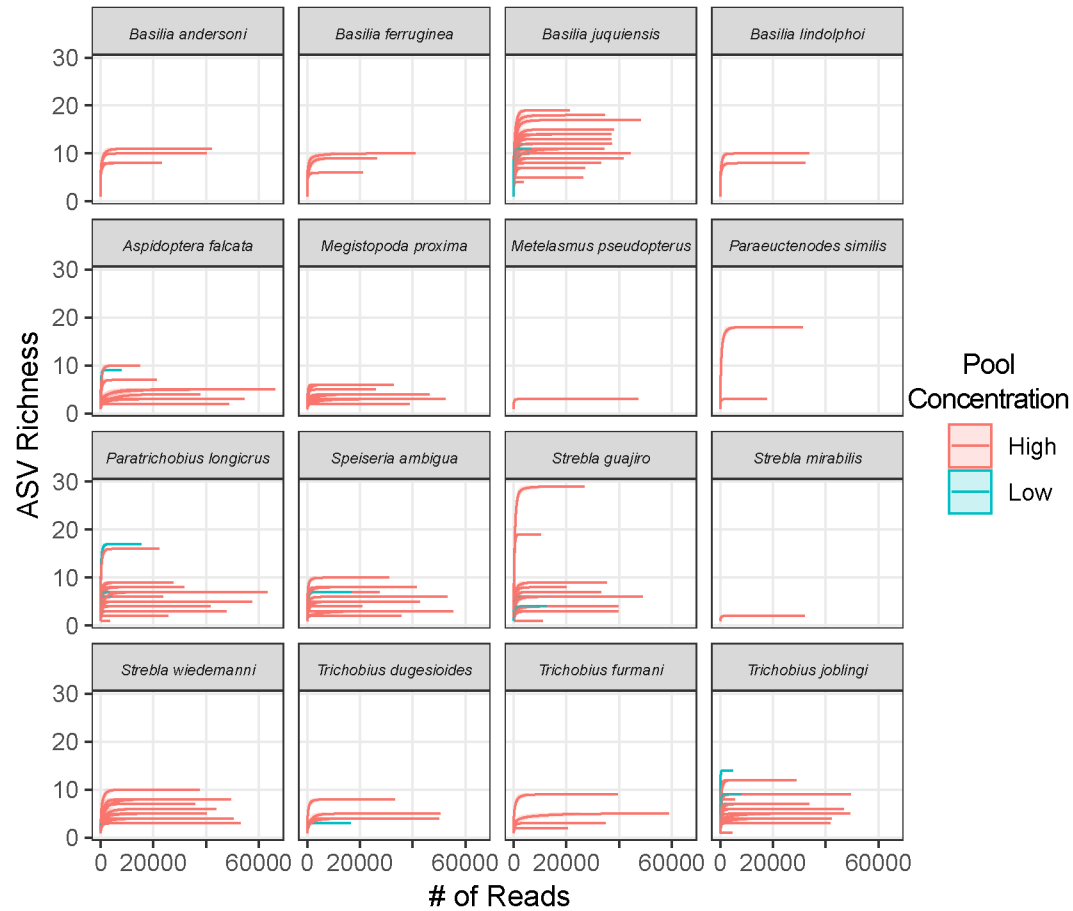 Basilia andersoni
Basilia ferruginea
Basilia juquiensis
Basilia lindolphoi
30
20
10
0
Aspidoptera falcata
Megistopoda proxima
Metelasmus pseudopterus
Paraeuctenodes similis
30
20
10
0
ASV Richness
Paratrichobius longicrus
Speiseria ambigua
Strebla guajiro
Strebla mirabilis
30
20
10
0
Strebla wiedemanni
Trichobius dugesioides
Trichobius furmani
Trichobius joblingi
30
20
10
0
0 20000 60000
0 20000 60000
0 20000 60000
0 20000 60000
# of Reads
Pool
Concentration
High
Low